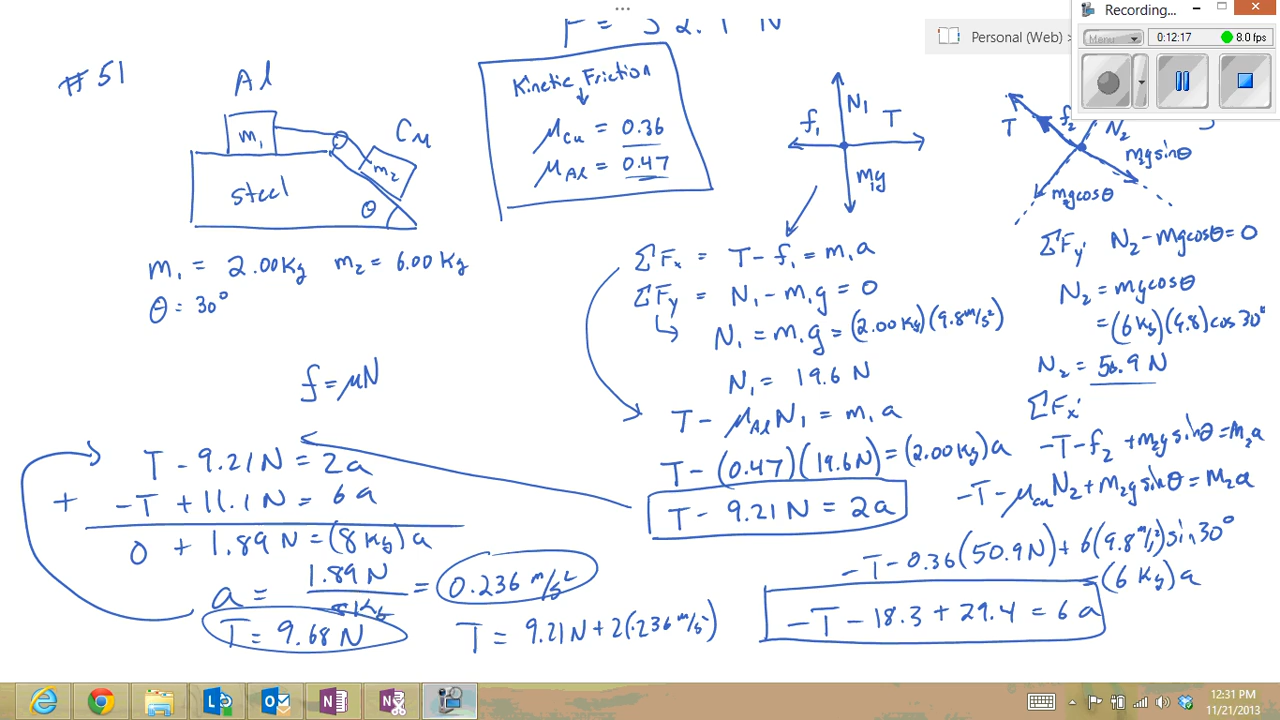 F = 52.1 N
Personal (Web) >
Recording...
Menu
0:12:17
8.0 fps
#51
Al
m₁
Cu
m₂
steel
θ
m₁ = 2.00 Kg m₂ = 6.00 Kg
θ = 30°
Kinetic Friction
μCu = 0.36
μAl = 0.47
f₁
N₁
T
m₁g
T
f₂
N₂
m₂g sinθ
m₂g cosθ
ΣFx = T - f₁ = m₁a
ΣFy = N₁ - m₁g = 0
N₁ = m₁g = (2.00 Kg)(9.8 m/s²)
N₁ = 19.6 N
T - μAl N₁ = m₁a
T - (0.47)(19.6 N) = (2.00 Kg)a
T - 9.21 N = 2a
ΣFy' N₂ - mg cosθ = 0
N₂ = mg cosθ
= (6 Kg)(9.8) cos 30°
N₂ = 50.9 N
ΣFx'
-T - f₂ + m₂g sinθ = m₂a
-T - μCu N₂ + m₂g sinθ = M₂a
-T - 0.36(50.9 N) + 6(9.8 m/s²) sin 30°
= (6 Kg)a
-T - 18.3 + 29.4 = 6a
f = μN
T - 9.21 N = 2a
+ -T + 11.1 N = 6a
0 + 1.89 N = (8 Kg)a
a = 1.89 N / 8 Kg = 0.236 m/s²
T = 9.68 N
T = 9.21 N + 2(.236 m/s²)
12:31 PM
11/21/2013